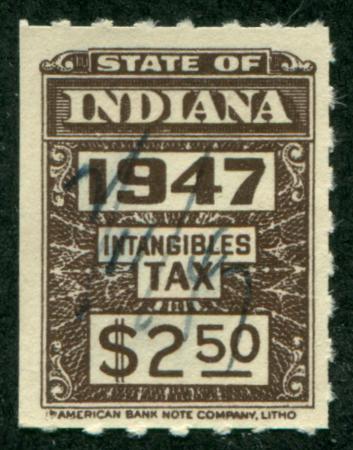 STATE OF
INDIANA
1947
INTANGIBLES
TAX
$2 50
AMERICAN BANK NOTE COMPANY, LITHO